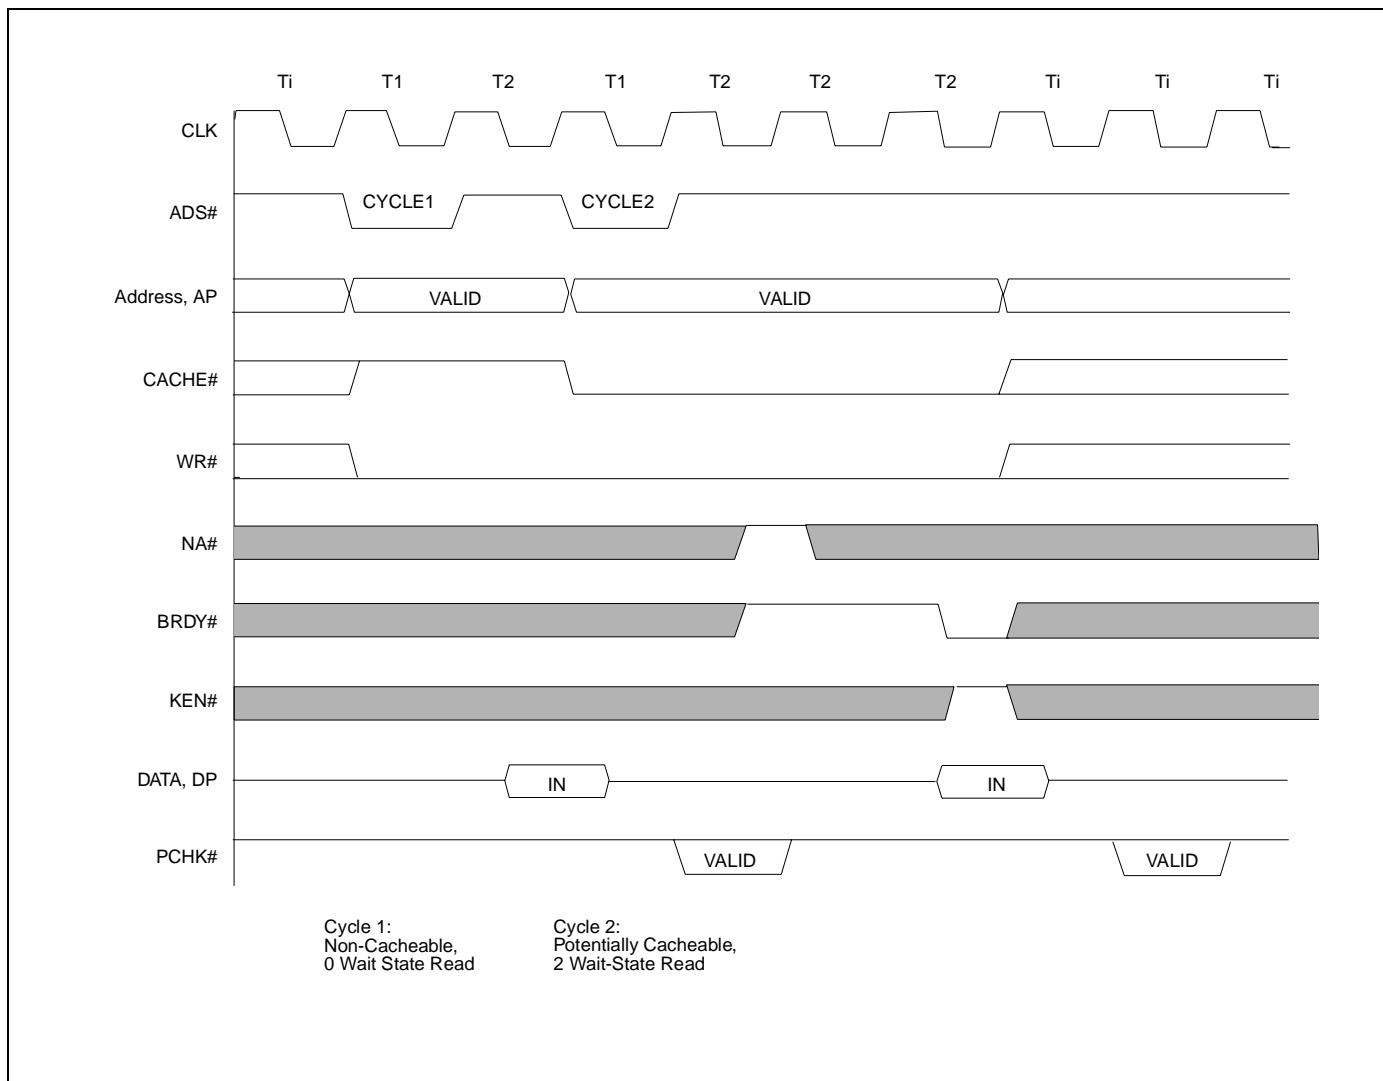 Ti T1 T2 T1 T2 T2 T2 Ti Ti Ti
CLK
ADS# CYCLE1 CYCLE2
Address, AP VALID VALID
CACHE#
WR#
NA#
BRDY#
KEN#
DATA, DP IN IN
PCHK# VALID VALID
Cycle 1:
Non-Cacheable,
0 Wait State Read
Cycle 2:
Potentially Cacheable,
2 Wait-State Read